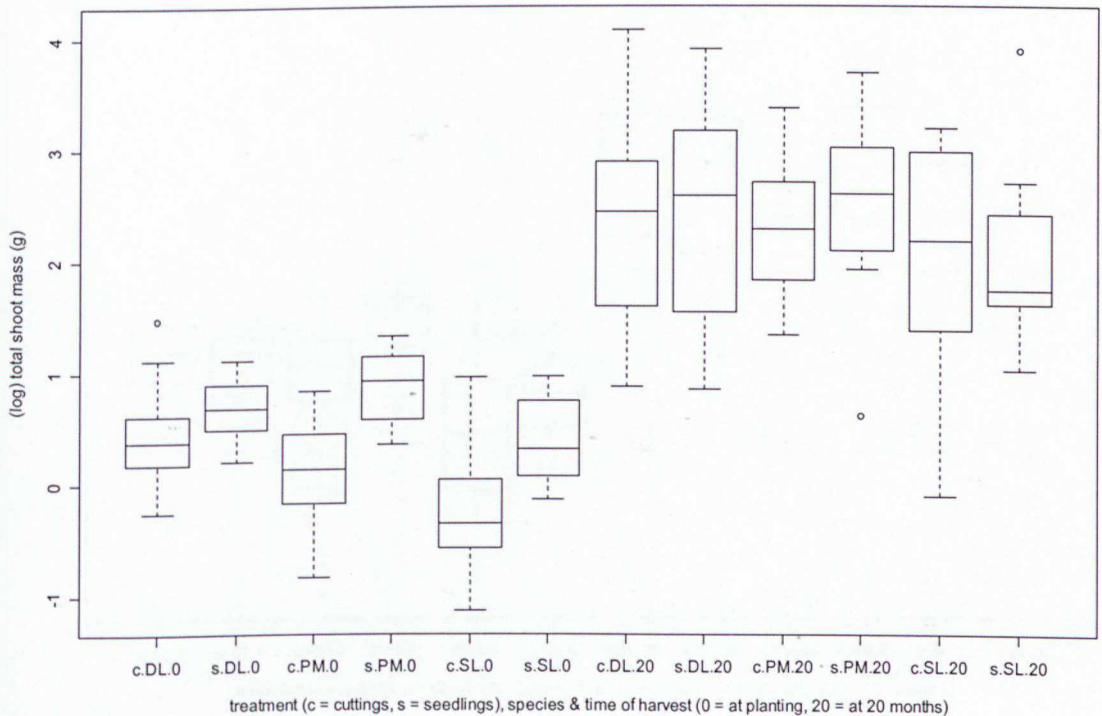 (log) total shoot mass (g)
4
3
2
1
0
-1
c.DL.0 s.DL.0 c.PM.0 s.PM.0 c.SL.0 s.SL.0 c.DL.20 s.DL.20 c.PM.20 s.PM.20 c.SL.20 s.SL.20
treatment (c = cuttings, s = seedlings), species & time of harvest (0 = at planting, 20 = at 20 months)